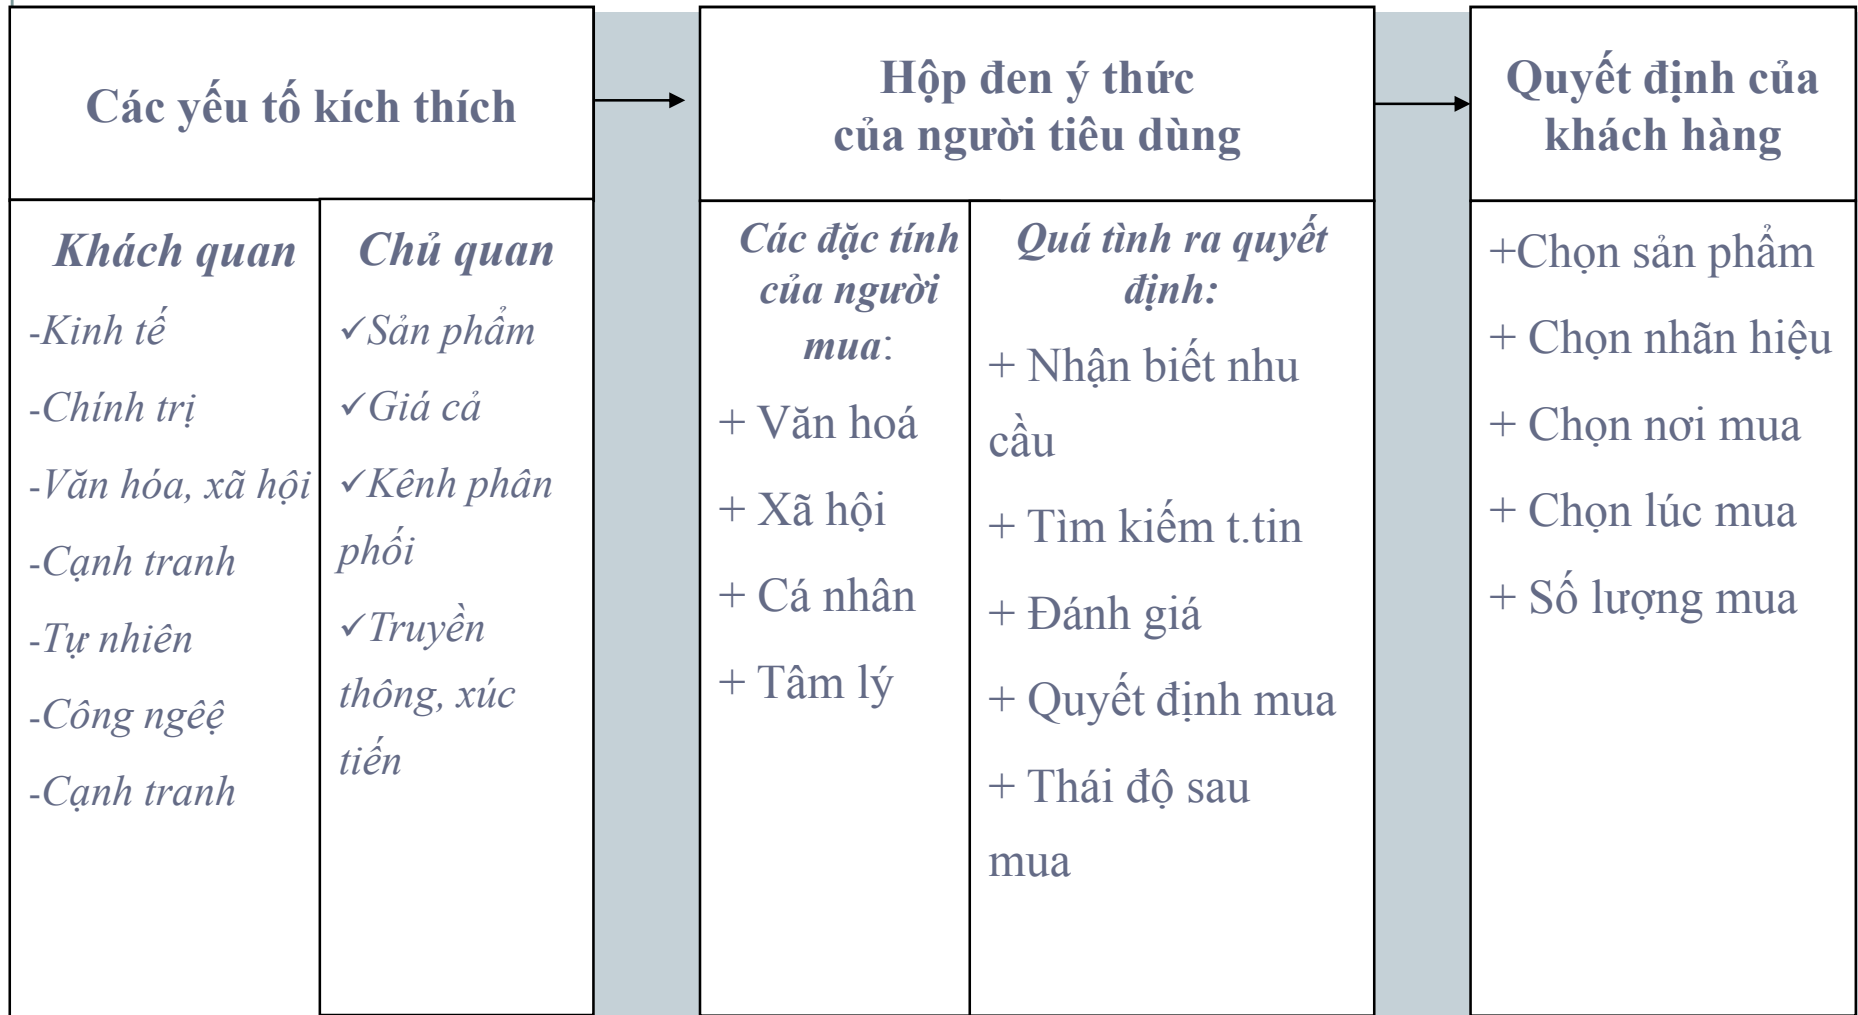 Các yếu tố kích thích
Khách quan
-Kinh tế
-Chính trị
-Văn hóa, xã hội
-Cạnh tranh
-Tự nhiên
-Công ngêệ
-Cạnh tranh
Chủ quan
✓Sản phẩm
✓Giá cả
✓Kênh phân
phối
✓Truyền
thông, xúc
tiến
Hộp đen ý thức
của người tiêu dùng
Các đặc tính
của người
mua:
+ Văn hoá
+ Xã hội
+ Cá nhân
+ Tâm lý
Quá tình ra quyết
định:
+ Nhận biết nhu
cầu
+ Tìm kiếm t.tin
+ Đánh giá
+ Quyết định mua
+ Thái độ sau
mua
Quyết định của
khách hàng
+Chọn sản phẩm
+ Chọn nhãn hiệu
+ Chọn nơi mua
+ Chọn lúc mua
+ Số lượng mua